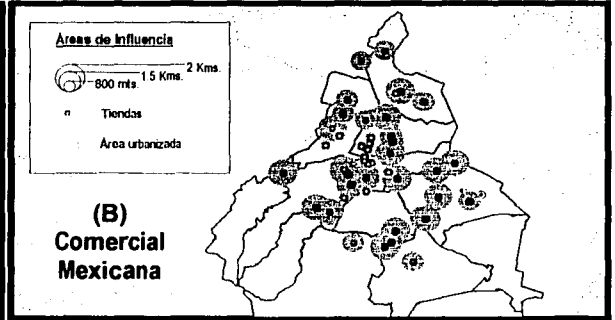 Áreas de Influencia
2 Kms.
1.5 Kms.
800 mts.
Tiendas
Área urbanizada
(B)
Comercial
Mexicana